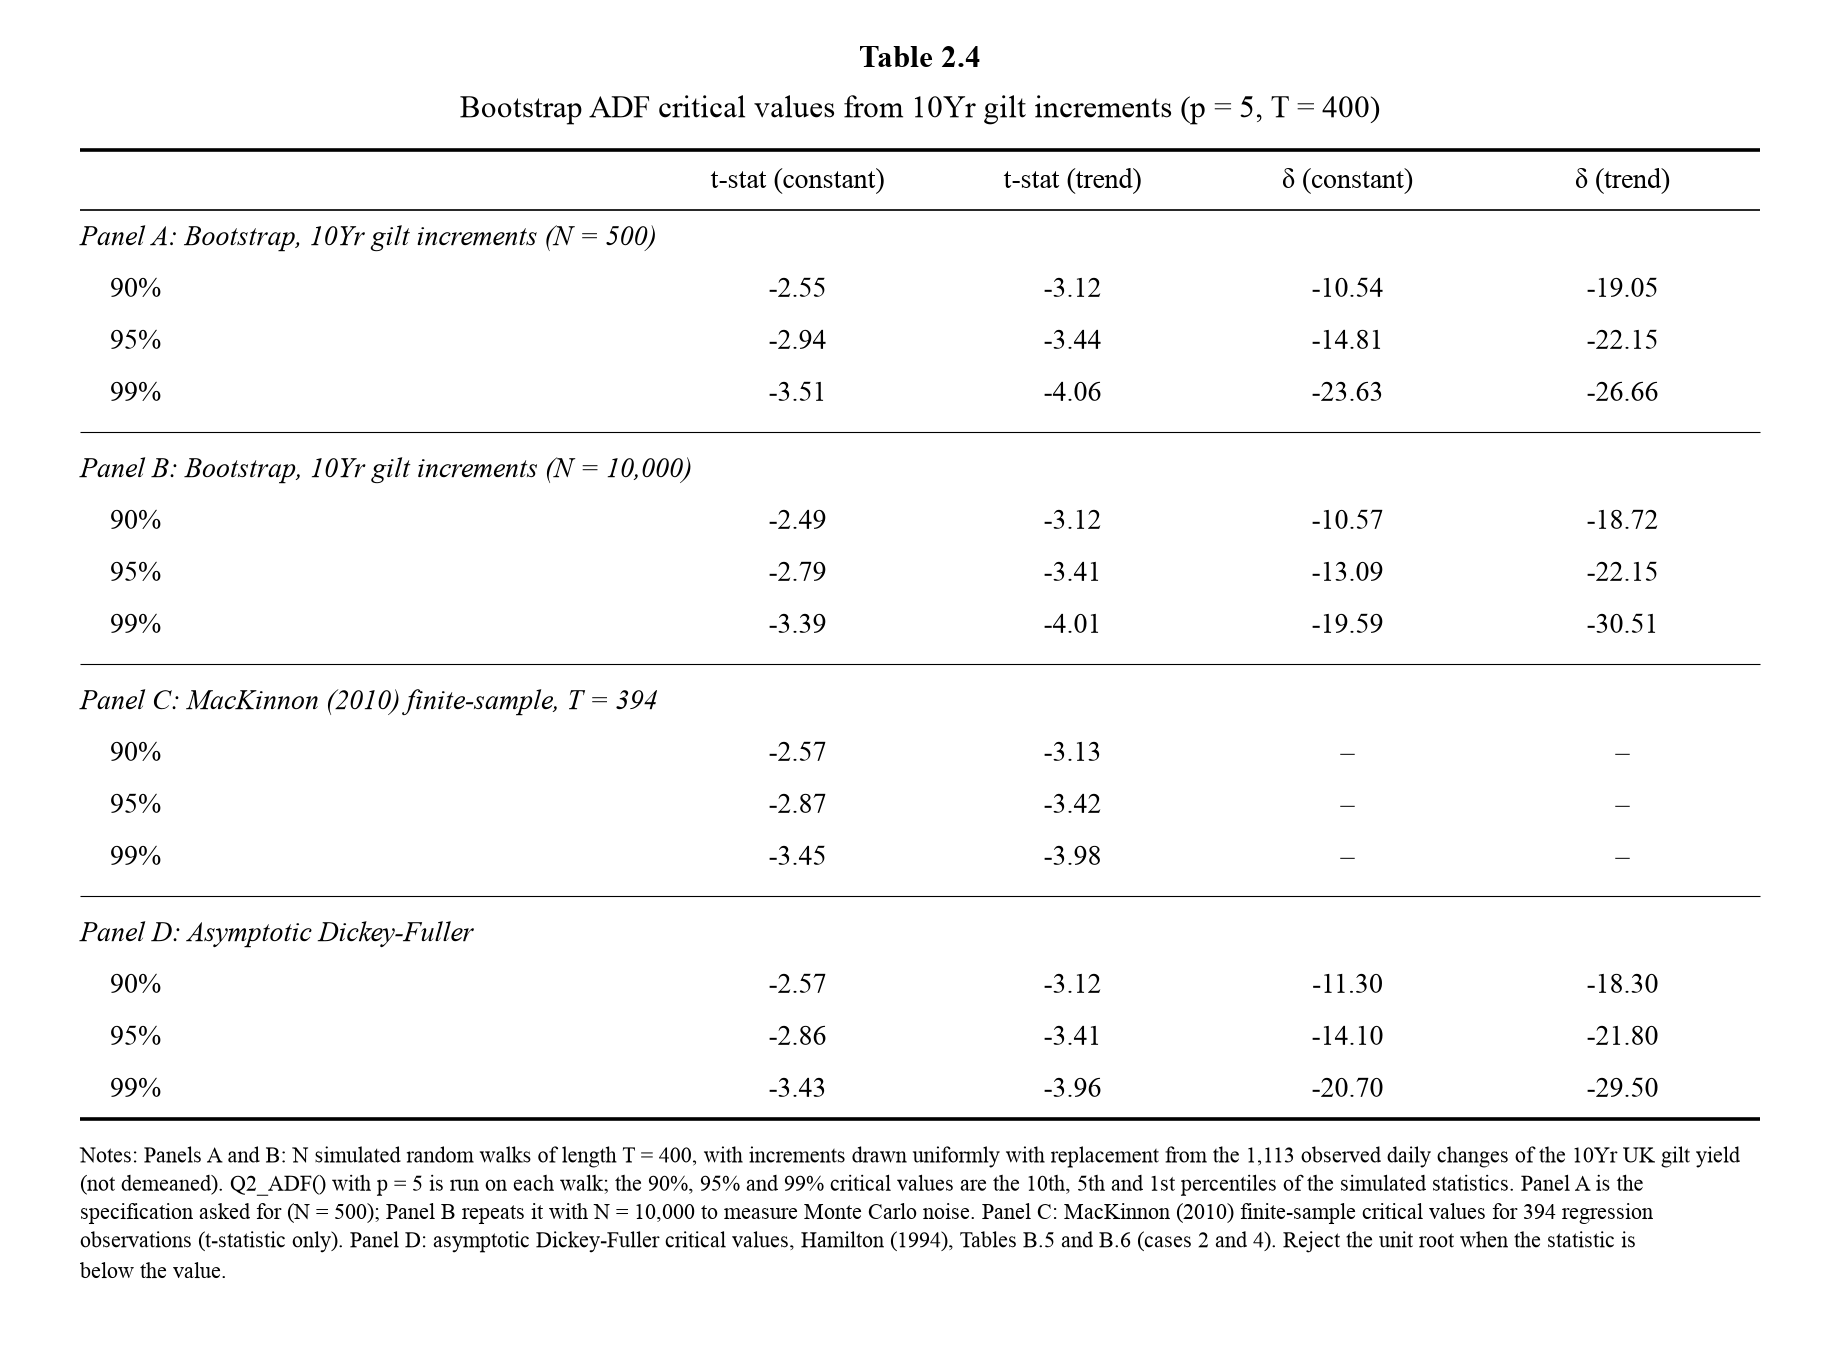 Table 2.4
Bootstrap ADF critical values from 10Yr gilt increments (p = 5, T = 400)
t-stat (constant) t-stat (trend) δ (constant) δ (trend)
Panel A: Bootstrap, 10Yr gilt increments (N = 500)
90% -2.55 -3.12 -10.54 -19.05
95% -2.94 -3.44 -14.81 -22.15
99% -3.51 -4.06 -23.63 -26.66
Panel B: Bootstrap, 10Yr gilt increments (N = 10,000)
90% -2.49 -3.12 -10.57 -18.72
95% -2.79 -3.41 -13.09 -22.15
99% -3.39 -4.01 -19.59 -30.51
Panel C: MacKinnon (2010) finite-sample, T = 394
90% -2.57 -3.13 – –
95% -2.87 -3.42 – –
99% -3.45 -3.98 – –
Panel D: Asymptotic Dickey-Fuller
90% -2.57 -3.12 -11.30 -18.30
95% -2.86 -3.41 -14.10 -21.80
99% -3.43 -3.96 -20.70 -29.50
Notes: Panels A and B: N simulated random walks of length T = 400, with increments drawn uniformly with replacement from the 1,113 observed daily changes of the 10Yr UK gilt yield
(not demeaned). Q2_ADF() with p = 5 is run on each walk; the 90%, 95% and 99% critical values are the 10th, 5th and 1st percentiles of the simulated statistics. Panel A is the
specification asked for (N = 500); Panel B repeats it with N = 10,000 to measure Monte Carlo noise. Panel C: MacKinnon (2010) finite-sample critical values for 394 regression
observations (t-statistic only). Panel D: asymptotic Dickey-Fuller critical values, Hamilton (1994), Tables B.5 and B.6 (cases 2 and 4). Reject the unit root when the statistic is
below the value.